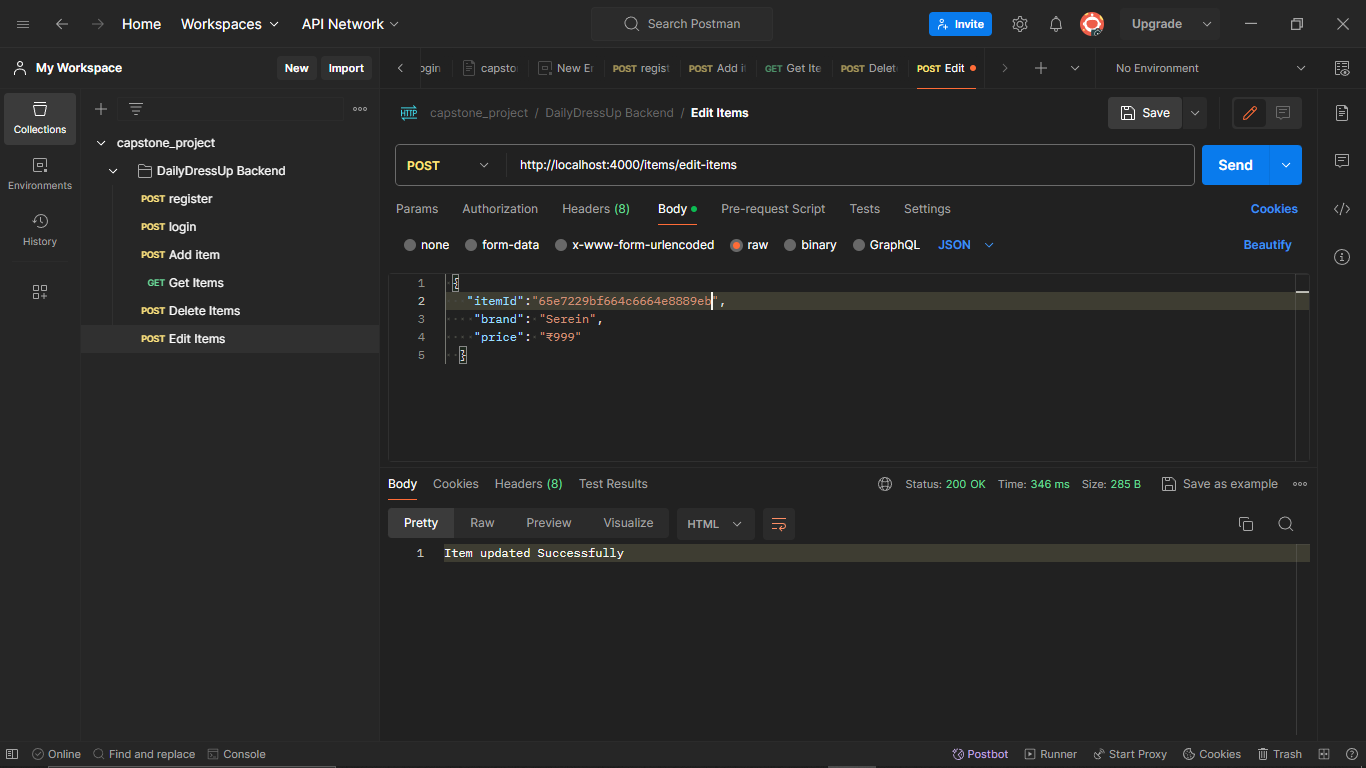 Home Workspaces API Network Search Postman Invite Upgrade
My Workspace New Import ogin capsto New Er POST regist POST Add it GET Get Ite POST Delet POST Edit No Environment
Collections
Environments
History
capstone_project
DailyDressUp Backend
POST register
POST login
POST Add item
GET Get Items
POST Delete Items
POST Edit Items
HTTP capstone_project / DailyDressUp Backend / Edit Items Save
POST http://localhost:4000/items/edit-items Send
Params Authorization Headers (8) Body Pre-request Script Tests Settings Cookies
none form-data x-www-form-urlencoded raw binary GraphQL JSON Beautify
1 {
2 "itemId":"65e7229bf664c6664e8889eb",
3 "brand": "Serein",
4 "price": "₹999"
5 }
Body Cookies Headers (8) Test Results Status: 200 OK Time: 346 ms Size: 285 B Save as example
Pretty Raw Preview Visualize HTML
1 Item updated Successfully
Online Find and replace Console Postbot Runner Start Proxy Cookies Trash